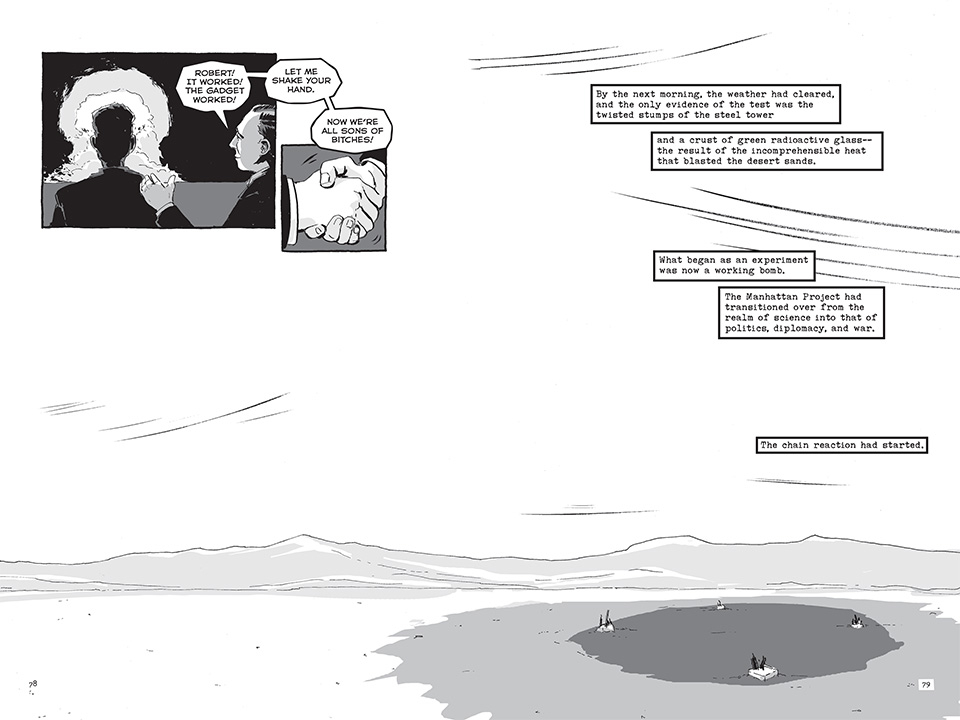 ROBERT!
IT WORKED!
THE GADGET
WORKED!
LET ME
SHAKE YOUR
HAND.
NOW WE'RE
ALL SONS OF
BITCHES!
By the next morning, the weather had cleared,
and the only evidence of the test was the
twisted stumps of the steel tower
and a crust of green radioactive glass--
the result of the incomprehensible heat
that blasted the desert sands.
What began as an experiment
was now a working bomb.
The Manhattan Project had
transitioned over from the
realm of science into that of
politics, diplomacy, and war.
The chain reaction had started.
78
79